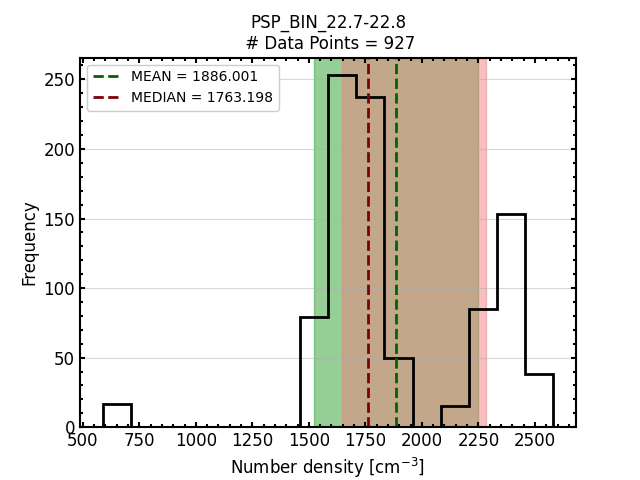 PSP_BIN_22.7-22.8
# Data Points = 927
MEAN = 1886.001
MEDIAN = 1763.198
Frequency
250
200
150
100
50
0
500 750 1000 1250 1500 1750 2000 2250 2500
Number density [cm⁻³]